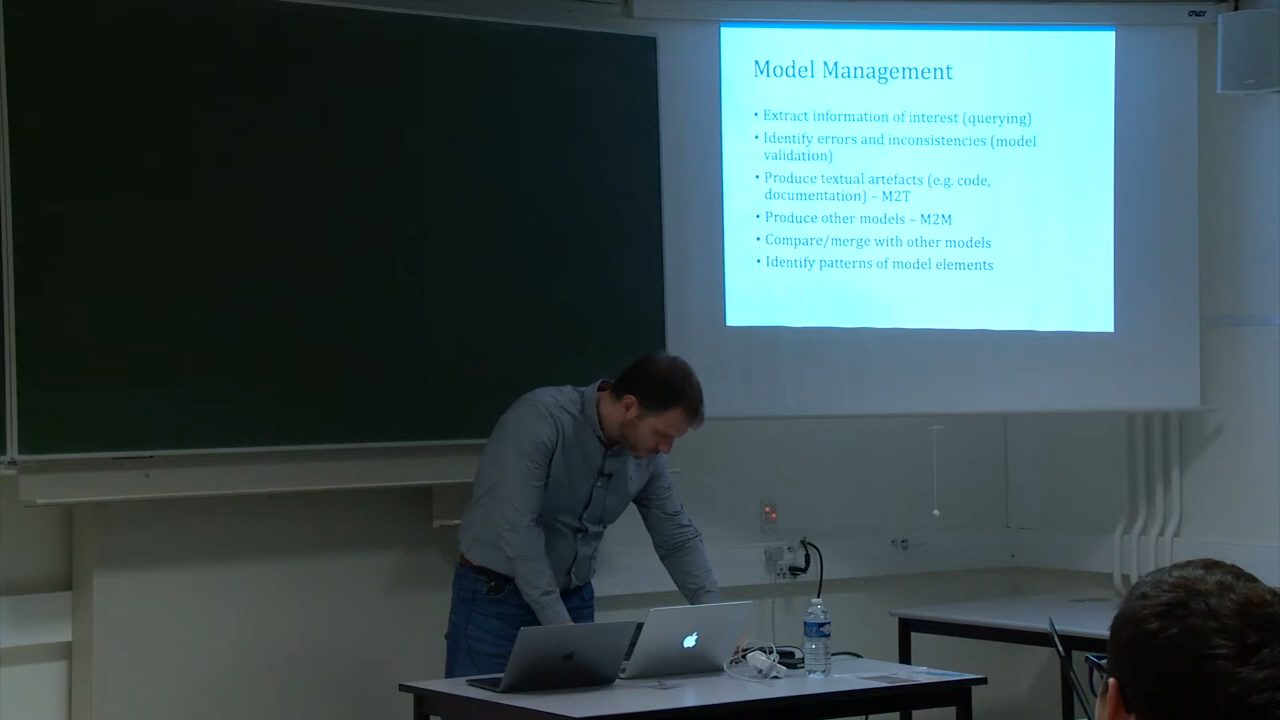 Model Management
• Extract information of interest (querying)
• Identify errors and inconsistencies (model
validation)
• Produce textual artefacts (e.g. code,
documentation) – M2T
• Produce other models – M2M
• Compare/merge with other models
• Identify patterns of model elements